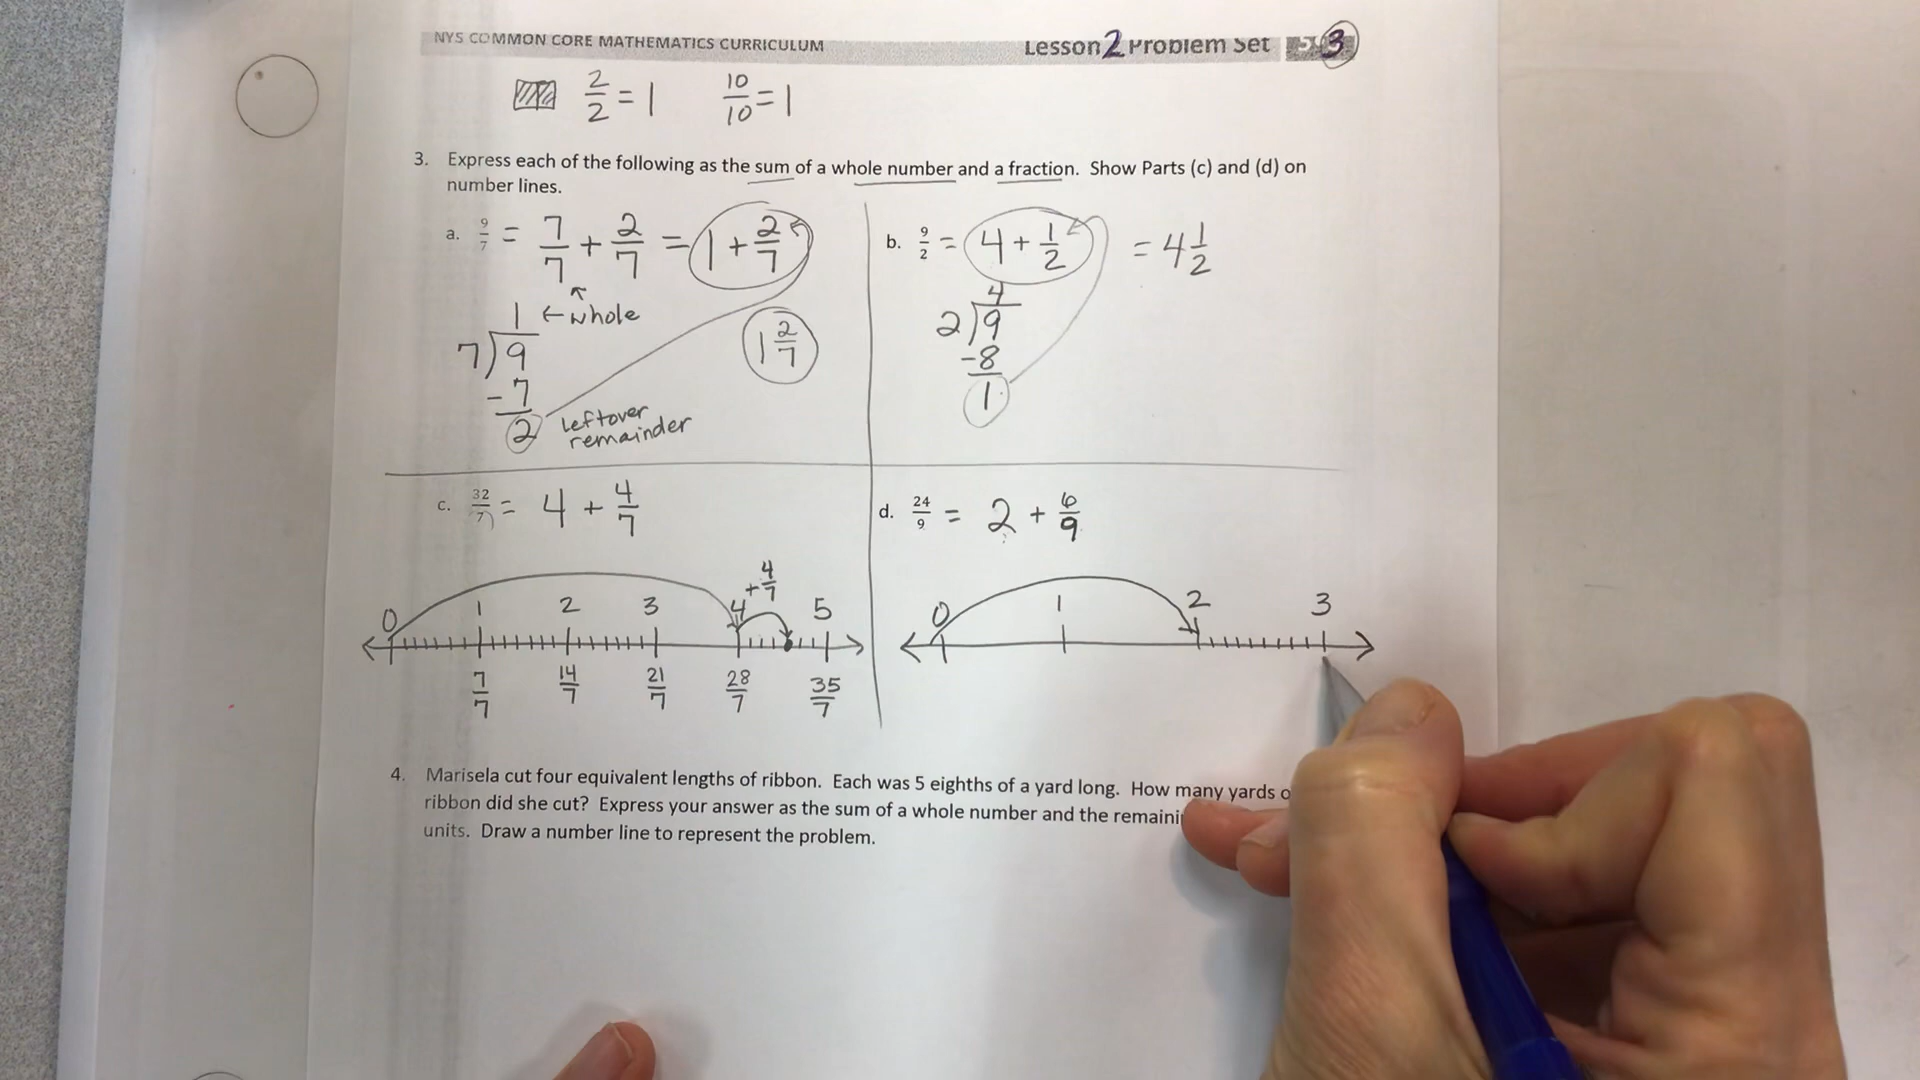 NYS COMMON CORE MATHEMATICS CURRICULUM Lesson 2 Problem Set 5•3
2/2 = 1 10/10 = 1
3. Express each of the following as the sum of a whole number and a fraction. Show Parts (c) and (d) on
number lines.
a. 9/7 = 7/7 + 2/7 = 1 + 2/7
1 ← whole
7)9
-7
2 leftover
remainder
1 2/7
b. 9/2 = 4 + 1/2 = 4 1/2
4
2)9
-8
1
c. 32/7 = 4 + 4/7
+4/7
0 1 2 3 4 5
7/7 14/7 21/7 28/7 35/7
d. 24/9 = 2 + 6/9
0 1 2 3
4. Marisela cut four equivalent lengths of ribbon. Each was 5 eighths of a yard long. How many yards o
ribbon did she cut? Express your answer as the sum of a whole number and the remaini
units. Draw a number line to represent the problem.